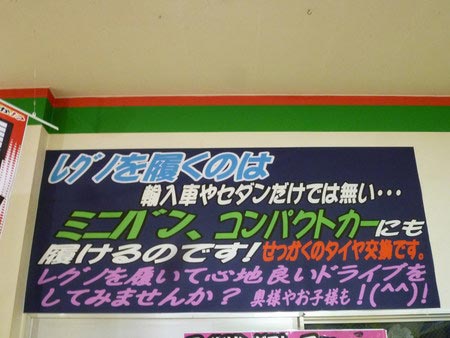 レグノを履くのは
輸入車やセダンだけでは無い・・・
ミニバン、コンパクトカーにも
履けるのです!せっかくのタイヤ交換です。
レグノを履いて心地良いドライブを
してみませんか？奥様やお子様も!(^^)!